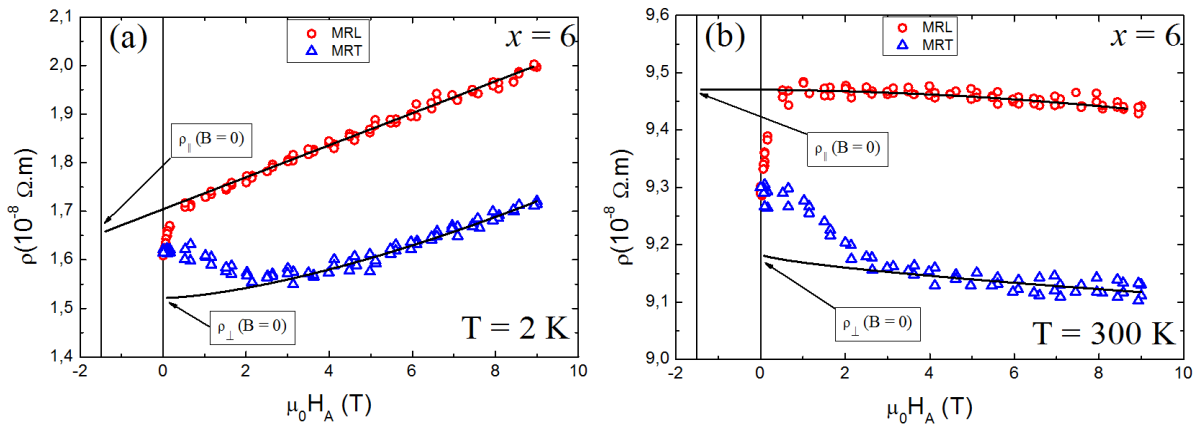 (a)
MRL
MRT
x = 6
ρ∥ (B = 0)
ρ⊥ (B = 0)
T = 2 K
ρ(10⁻⁸ Ω.m)
2,1
2,0
1,9
1,8
1,7
1,6
1,5
1,4
-2 0 2 4 6 8 10
μ₀H_A (T)
(b)
MRL
MRT
x = 6
ρ∥ (B = 0)
ρ⊥ (B = 0)
T = 300 K
ρ(10⁻⁸ Ω.m)
9,6
9,5
9,4
9,3
9,2
9,1
9,0
-2 0 2 4 6 8 10
μ₀H_A (T)